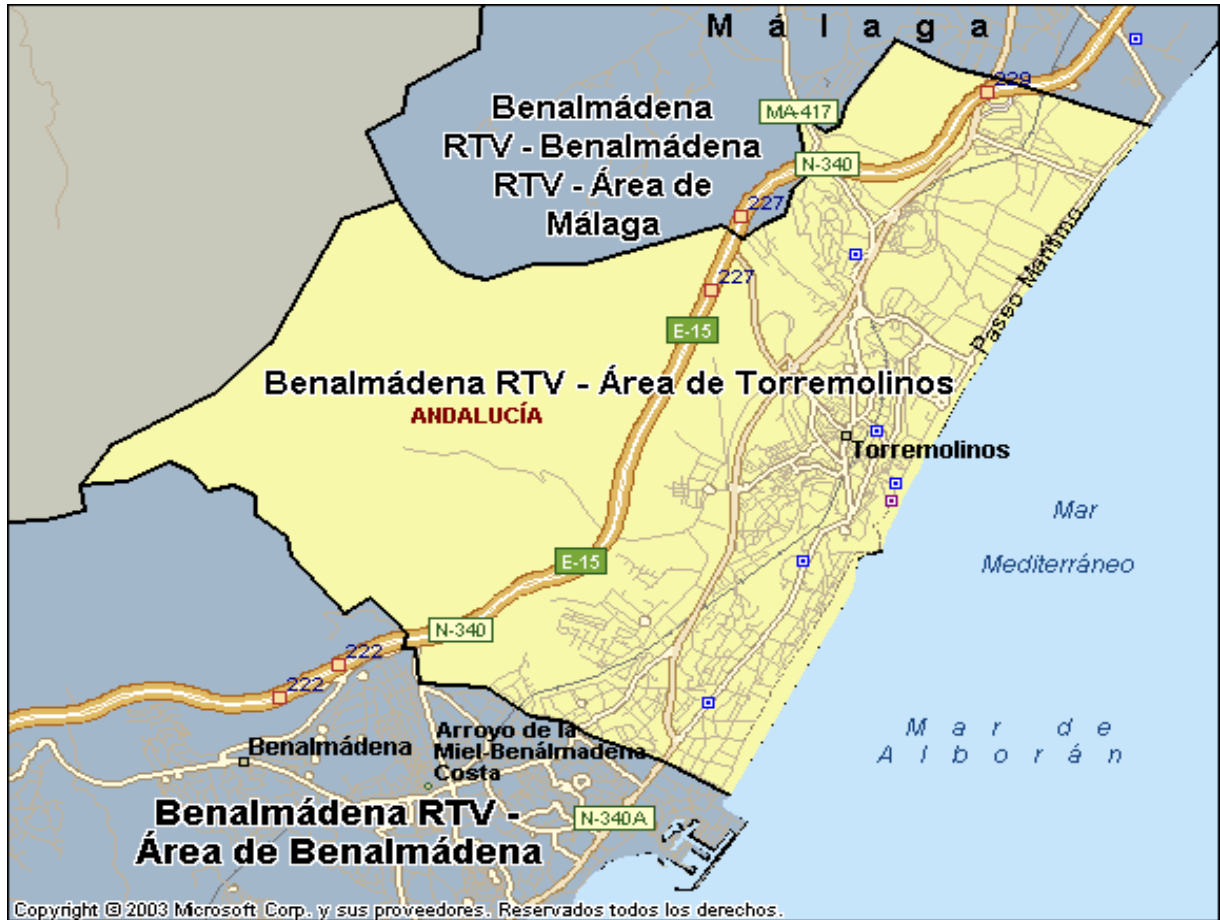 Málaga
229
Benalmádena
RTV - Benalmádena
RTV - Área de
Málaga
MA-417
N-340
227
227
Paseo Marítimo
E-15
Benalmádena RTV - Área de Torremolinos
ANDALUCÍA
Torremolinos
Mar
Mediterráneo
E-15
N-340
222
222
Mar de
Alborán
Arroyo de la
Miel-Benálmadena
Costa
Benalmádena
Benalmádena RTV -
Área de Benalmádena
N-340A
Copyright © 2003 Microsoft Corp. y sus proveedores. Reservados todos los derechos.